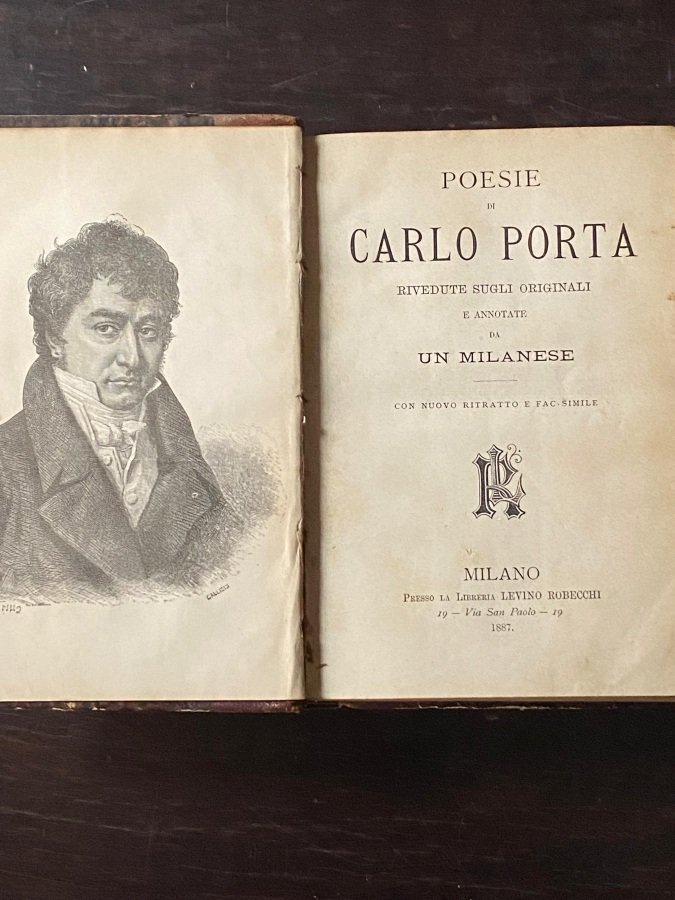 POESIE
DI
CARLO PORTA
RIVEDUTE SUGLI ORIGINALI
E ANNOTATE
DA
UN MILANESE
CON NUOVO RITRATTO E FAC-SIMILE
MILANO
PRESSO LA LIBRERIA LEVINO ROBECCHI
19 — Via San Paolo — 19
1887.